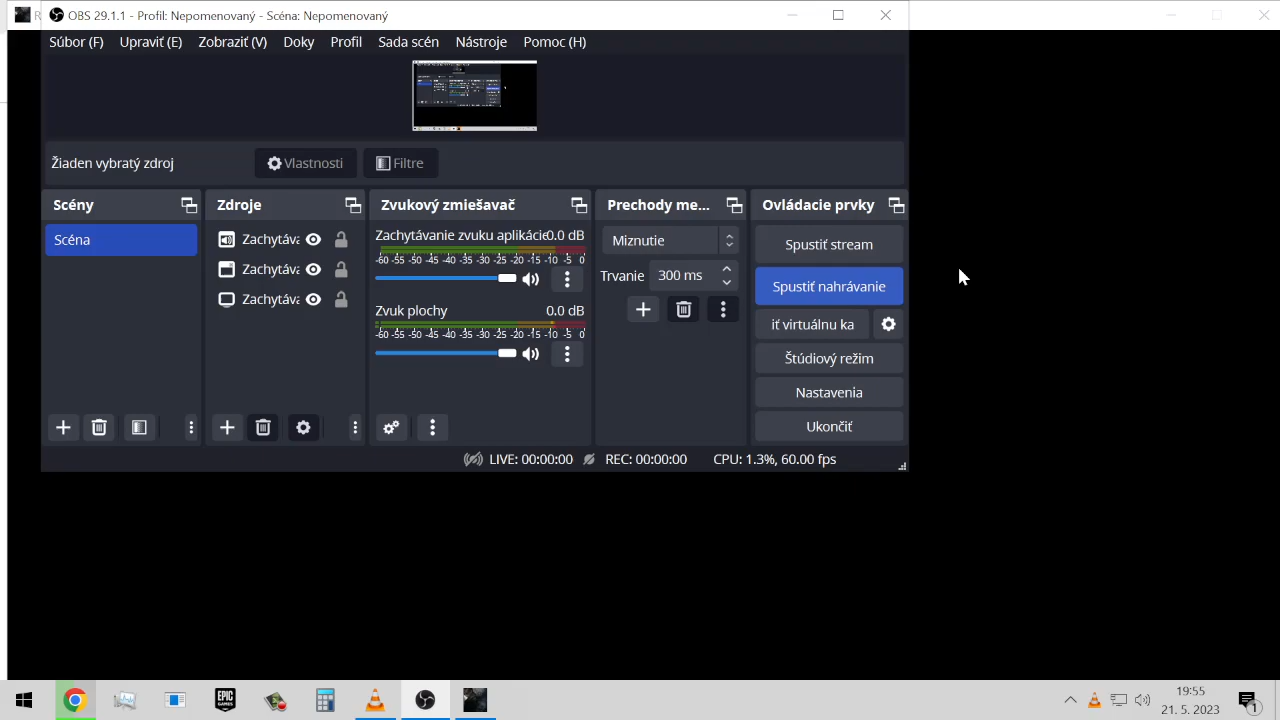 OBS 29.1.1 - Profil: Nepomenovaný - Scéna: Nepomenovaný
Súbor (F) Upraviť (E) Zobraziť (V) Doky Profil Sada scén Nástroje Pomoc (H)
Žiaden vybratý zdroj Vlastnosti Filtre
Scény Zdroje Zvukový zmiešavač Prechody me... Ovládacie prvky
Scéna
Zachytáva
Zachytáva
Zachytáva
Zachytávanie zvuku aplikácie 0.0 dB
-60 -55 -50 -45 -40 -35 -30 -25 -20 -15 -10 -5 0
Zvuk plochy 0.0 dB
-60 -55 -50 -45 -40 -35 -30 -25 -20 -15 -10 -5 0
Miznutie
Trvanie 300 ms
Spustiť stream
Spustiť nahrávanie
iť virtuálnu ka
Štúdiový režim
Nastavenia
Ukončiť
LIVE: 00:00:00 REC: 00:00:00 CPU: 1.3%, 60.00 fps
EPIC
GAMES
19:55
21. 5. 2023
1